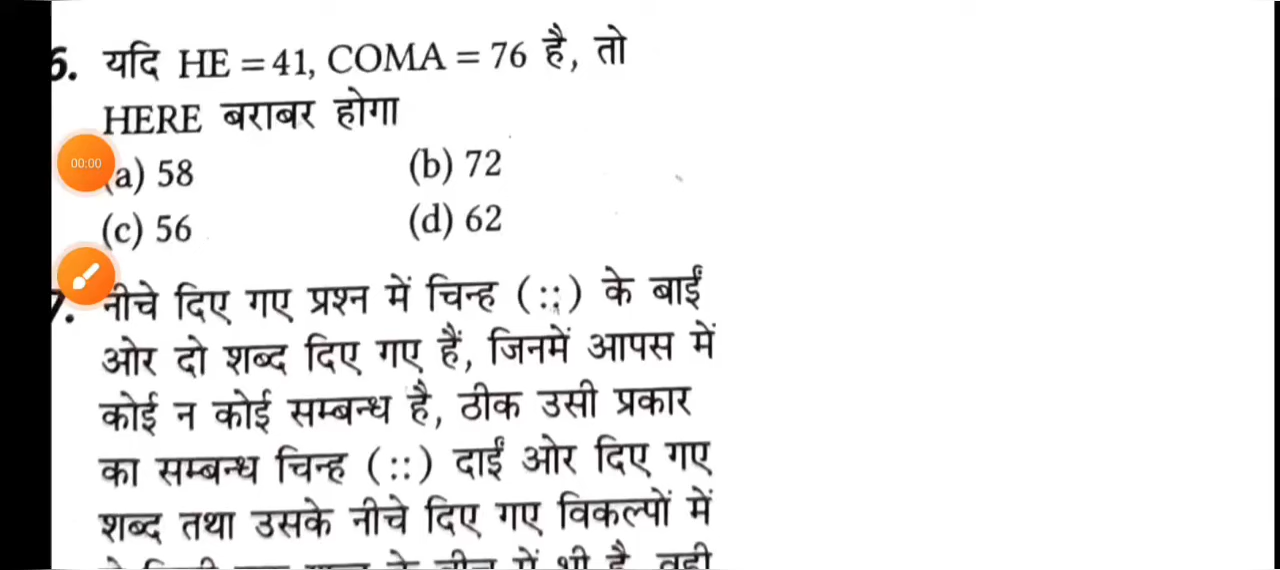 6. यदि HE = 41, COMA = 76 है, तो
HERE बराबर होगा
00:00
(a) 58 (b) 72
(c) 56 (d) 62
7. नीचे दिए गए प्रश्न में चिन्ह (::) के बाईं
ओर दो शब्द दिए गए हैं, जिनमें आपस में
कोई न कोई सम्बन्ध है, ठीक उसी प्रकार
का सम्बन्ध चिन्ह (::) दाईं ओर दिए गए
शब्द तथा उसके नीचे दिए गए विकल्पों में